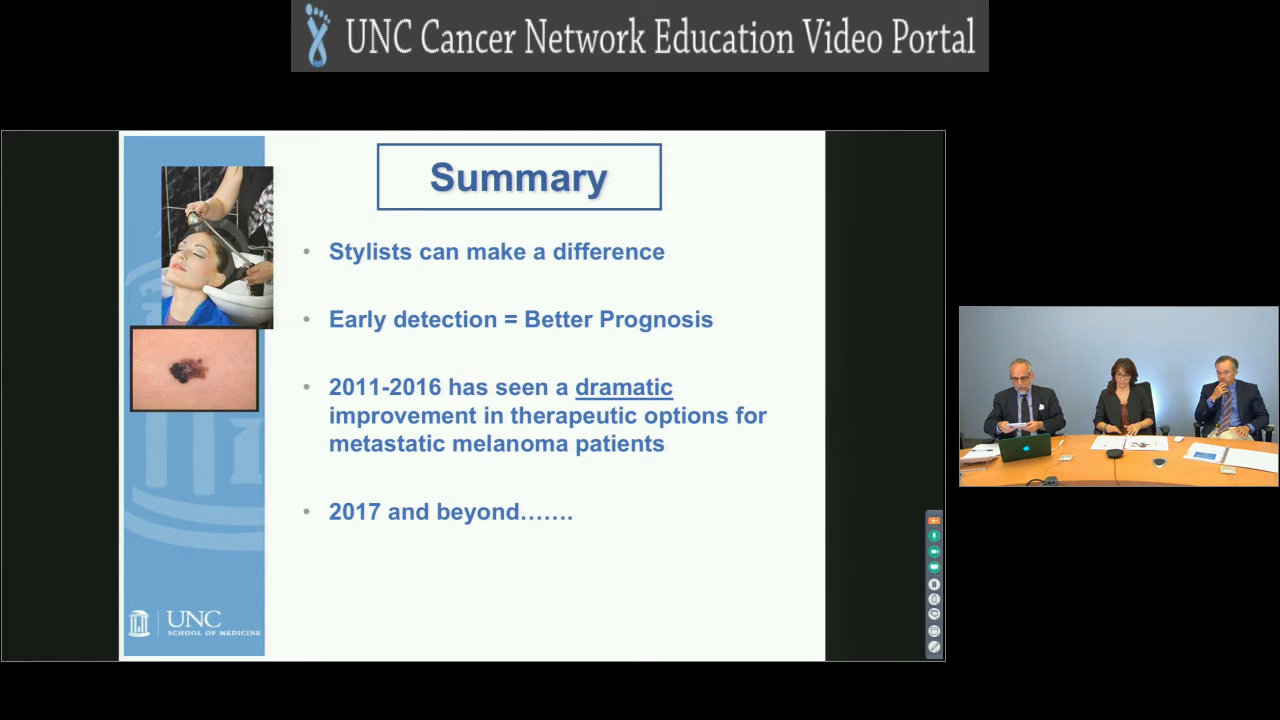 UNC Cancer Network Education Video Portal
Summary
• Stylists can make a difference
• Early detection = Better Prognosis
• 2011-2016 has seen a dramatic
improvement in therapeutic options for
metastatic melanoma patients
• 2017 and beyond…….
UNC
SCHOOL OF MEDICINE